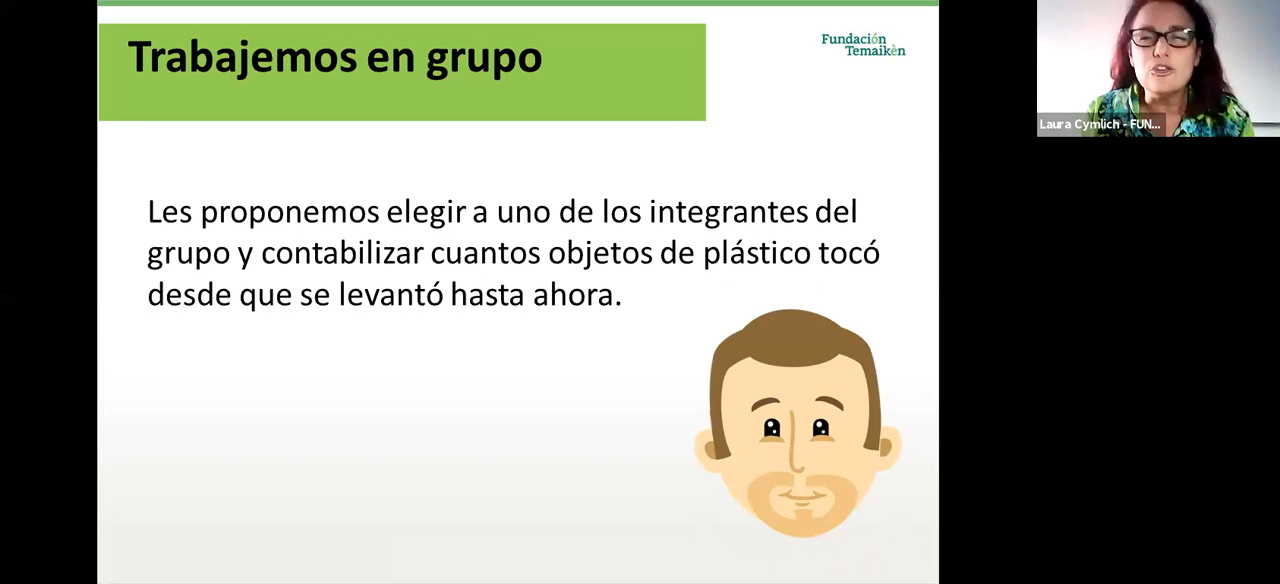 Trabajemos en grupo
Fundación
Temaikèn
Les proponemos elegir a uno de los integrantes del
grupo y contabilizar cuantos objetos de plástico tocó
desde que se levantó hasta ahora.
Laura Cymlich - FUN...